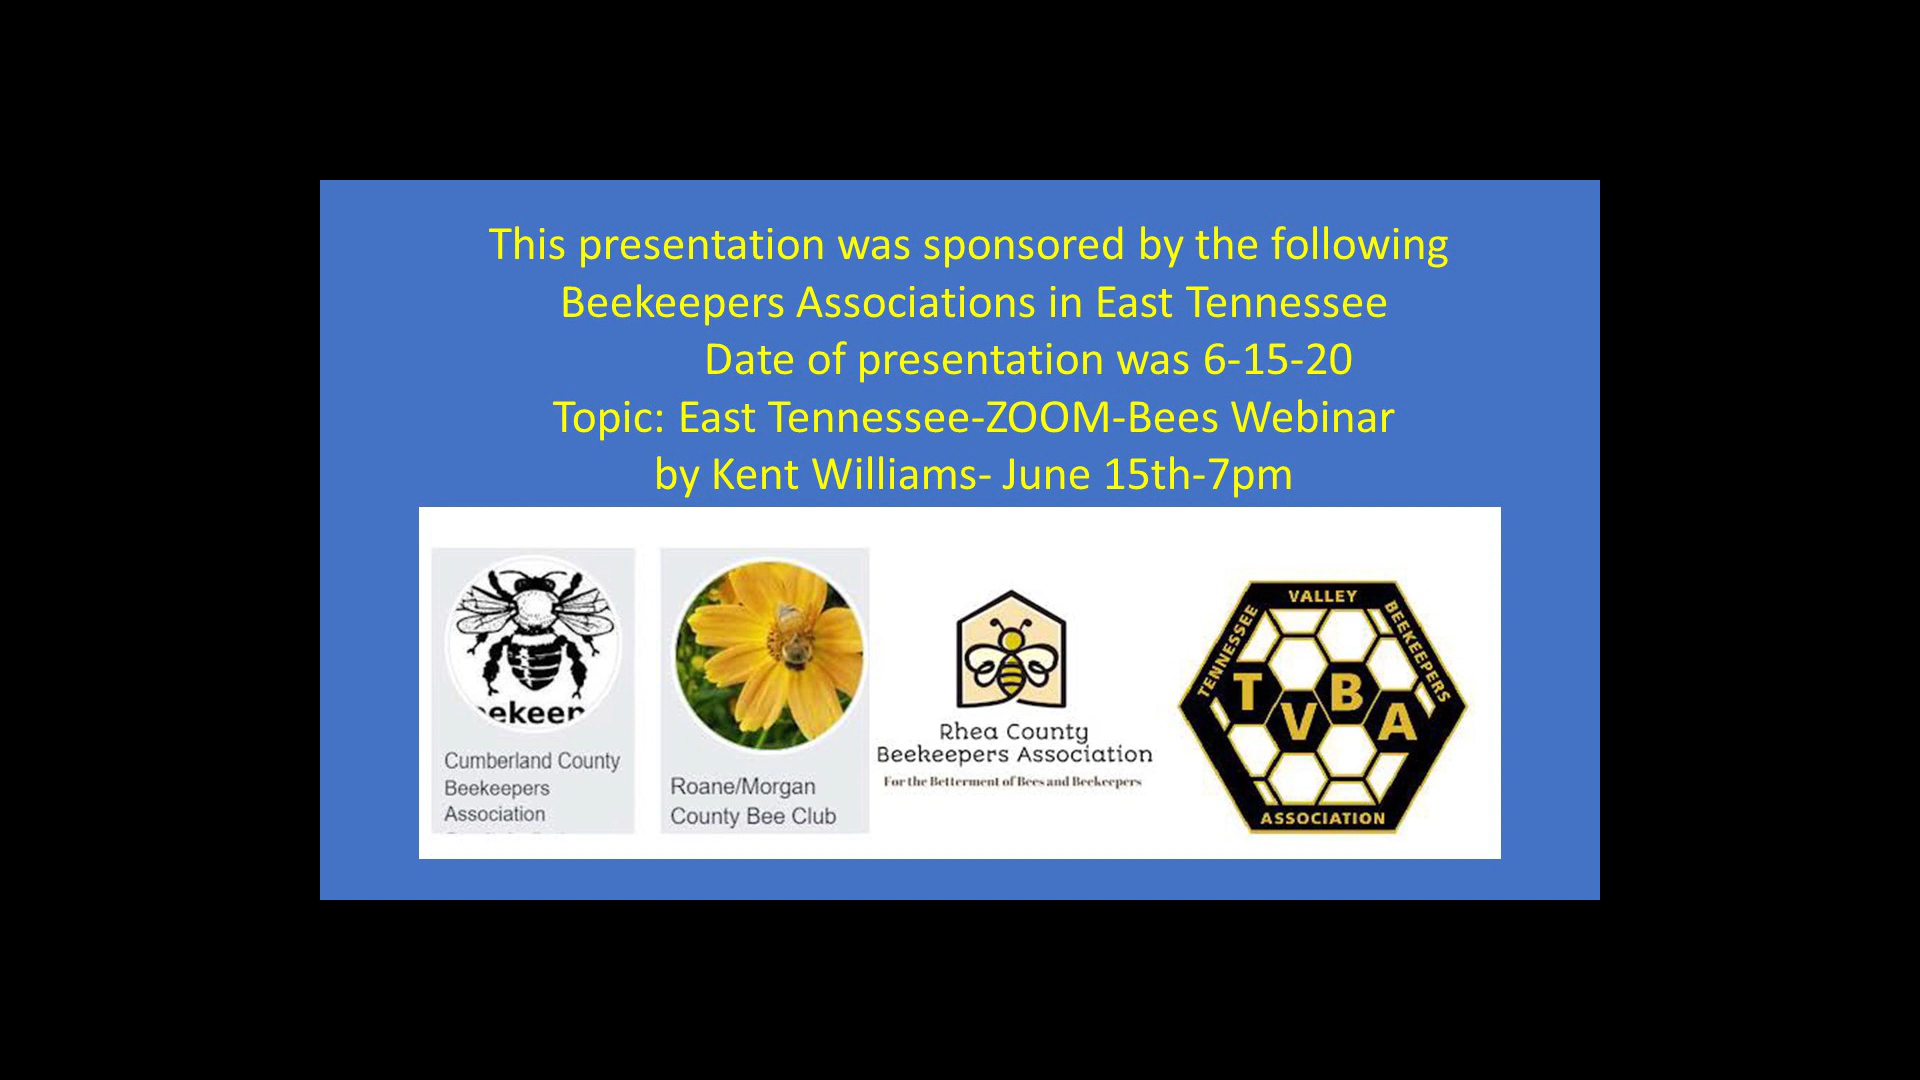 This presentation was sponsored by the following
Beekeepers Associations in East Tennessee
Date of presentation was 6-15-20
Topic: East Tennessee-ZOOM-Bees Webinar
by Kent Williams- June 15th-7pm
Cumberland County
Beekeepers
Association
Roane/Morgan
County Bee Club
Rhea County
Beekeepers Association
For the Betterment of Bees and Beekeepers
TENNESSEE
VALLEY
BEEKEEPERS
T V B A
ASSOCIATION